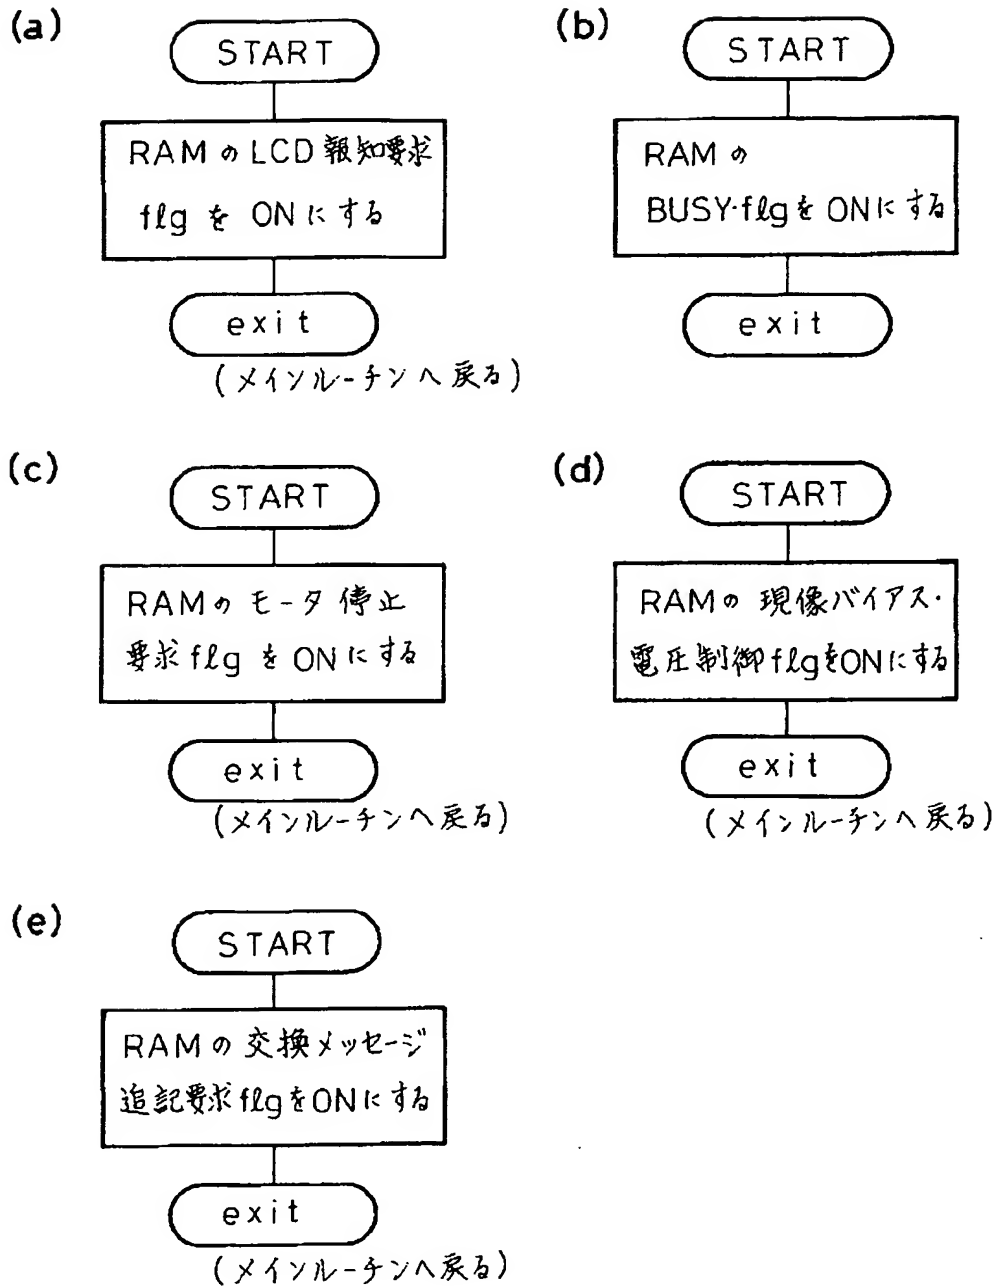 (a)
START
RAMのLCD報知要求
flgをONにする
exit
(メインルーチンへ戻る)
(b)
START
RAMの
BUSY・flgをONにする
exit
(c)
START
RAMのモータ停止
要求flgをONにする
exit
(メインルーチンへ戻る)
(d)
START
RAMの現像バイアス・
電圧制御flgをONにする
exit
(メインルーチンへ戻る)
(e)
START
RAMの交換メッセージ
追記要求flgをONにする
exit
(メインルーチンへ戻る)